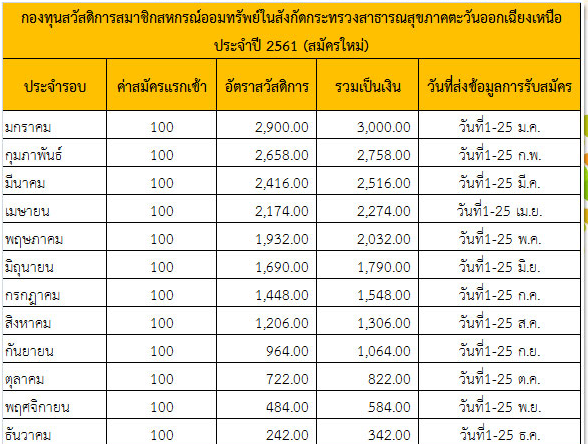 กองทุนสวัสดิการสมาชิกสหกรณ์ออมทรัพย์ในสังกัดกระทรวงสาธารณสุขภาคตะวันออกเฉียงเหนือ
ประจำปี 2561 (สมัครใหม่)
ประจำรอบ ค่าสมัครแรกเข้า อัตราสวัสดิการ รวมเป็นเงิน วันที่ส่งข้อมูลการรับสมัคร
มกราคม 100 2,900.00 3,000.00 วันที่1-25 ม.ค.
กุมภาพันธ์ 100 2,658.00 2,758.00 วันที่1-25 ก.พ.
มีนาคม 100 2,416.00 2,516.00 วันที่1-25 มี.ค.
เมษายน 100 2,174.00 2,274.00 วันที่1-25 เม.ย.
พฤษภาคม 100 1,932.00 2,032.00 วันที่1-25 พ.ค.
มิถุนายน 100 1,690.00 1,790.00 วันที่1-25 มิ.ย.
กรกฎาคม 100 1,448.00 1,548.00 วันที่1-25 ก.ค.
สิงหาคม 100 1,206.00 1,306.00 วันที่1-25 ส.ค.
กันยายน 100 964.00 1,064.00 วันที่1-25 ก.ย.
ตุลาคม 100 722.00 822.00 วันที่1-25 ต.ค.
พฤศจิกายน 100 484.00 584.00 วันที่1-25 พ.ย.
ธันวาคม 100 242.00 342.00 วันที่1-25 ธ.ค.